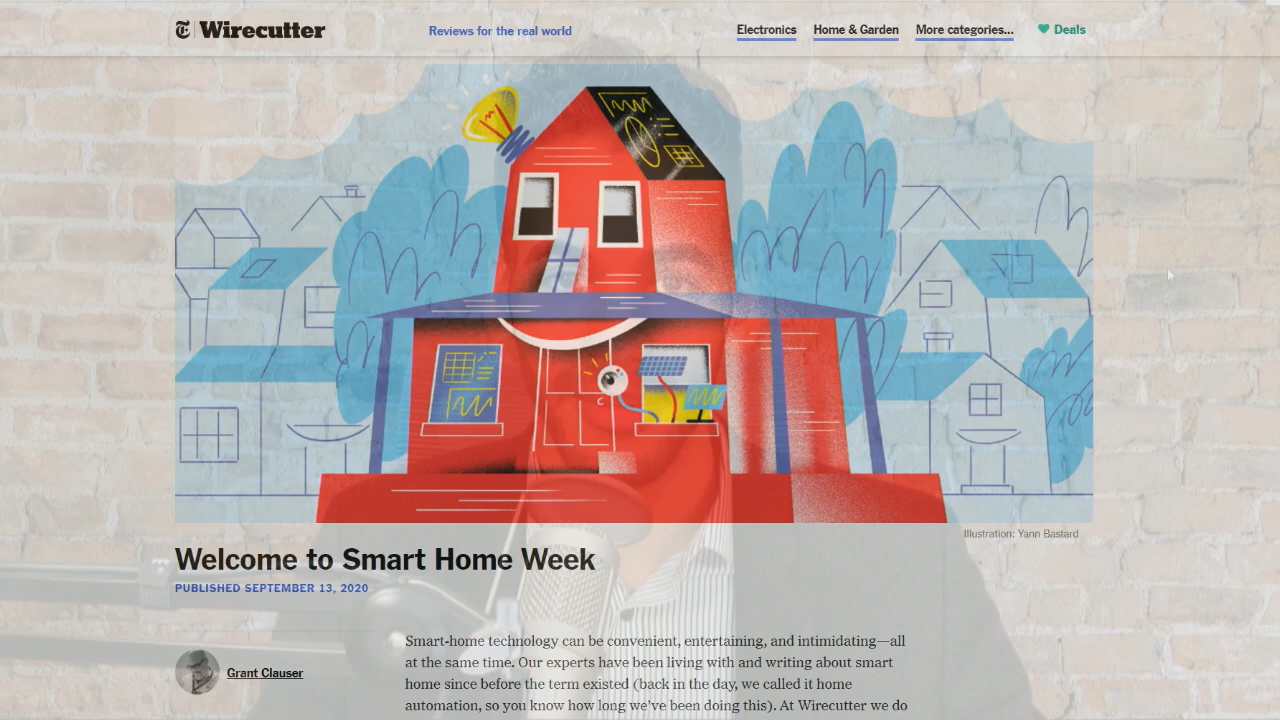 T Wirecutter
Reviews for the real world
Electronics
Home & Garden
More categories...
Deals
Illustration: Yann Bastard
Welcome to Smart Home Week
PUBLISHED SEPTEMBER 13, 2020
Grant Clauser
Smart-home technology can be convenient, entertaining, and intimidating—all
at the same time. Our experts have been living with and writing about smart
home since before the term existed (back in the day, we called it home
automation, so you know how long we've been doing this). At Wirecutter we do